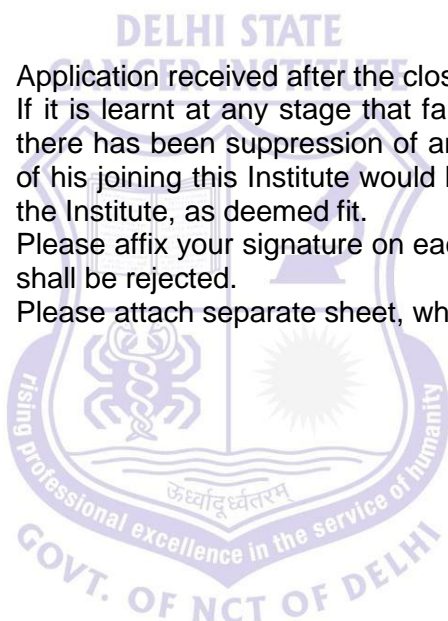 DELHI STATE
CANCER INSTITUTE
Application received after the clos
If it is learnt at any stage that fa
there has been suppression of ar
of his joining this Institute would
the Institute, as deemed fit.
Please affix your signature on eac
shall be rejected.
Please attach separate sheet, wh
rising professional excellence in the service of humanity
ऊर्ध्वादूर्ध्वतरम्
GOVT. OF NCT OF DELHI